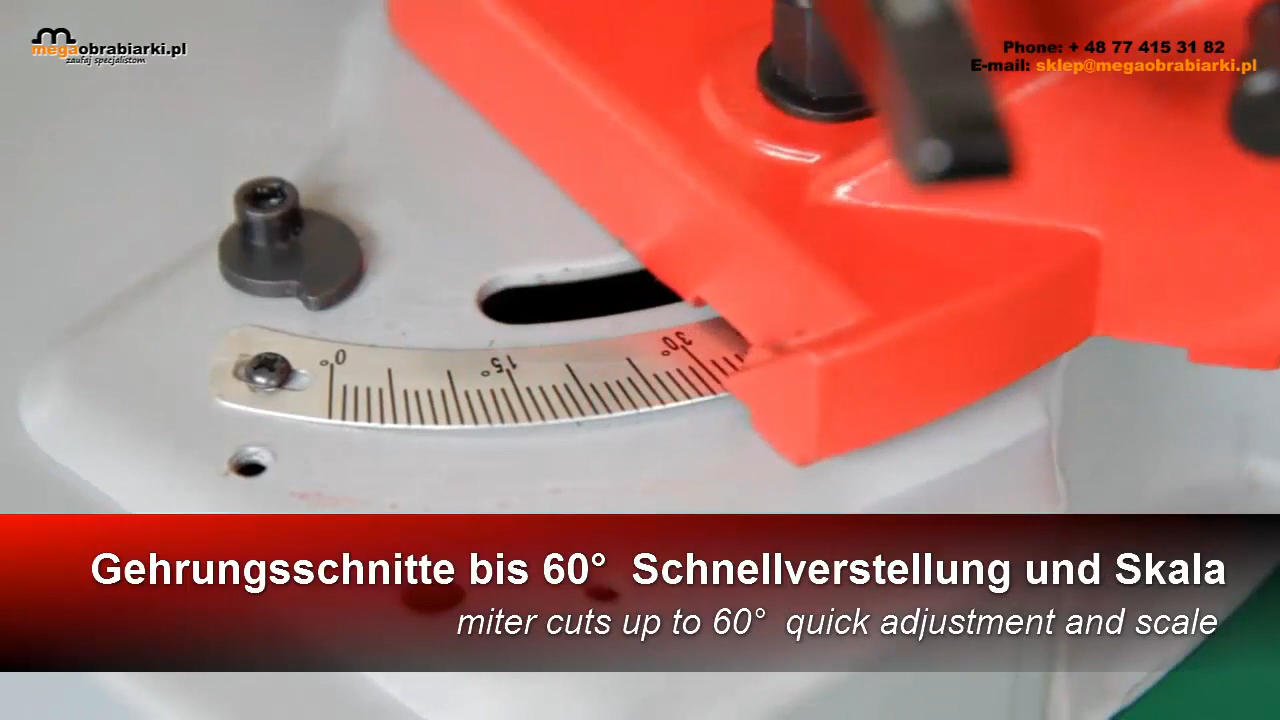 megaobrabiarki.pl
zaufaj specjalistom
Phone: + 48 77 415 31 82
E-mail: sklep@megaobrabiarki.pl
0°
15°
30°
Gehrungsschnitte bis 60° Schnellverstellung und Skala
miter cuts up to 60° quick adjustment and scale